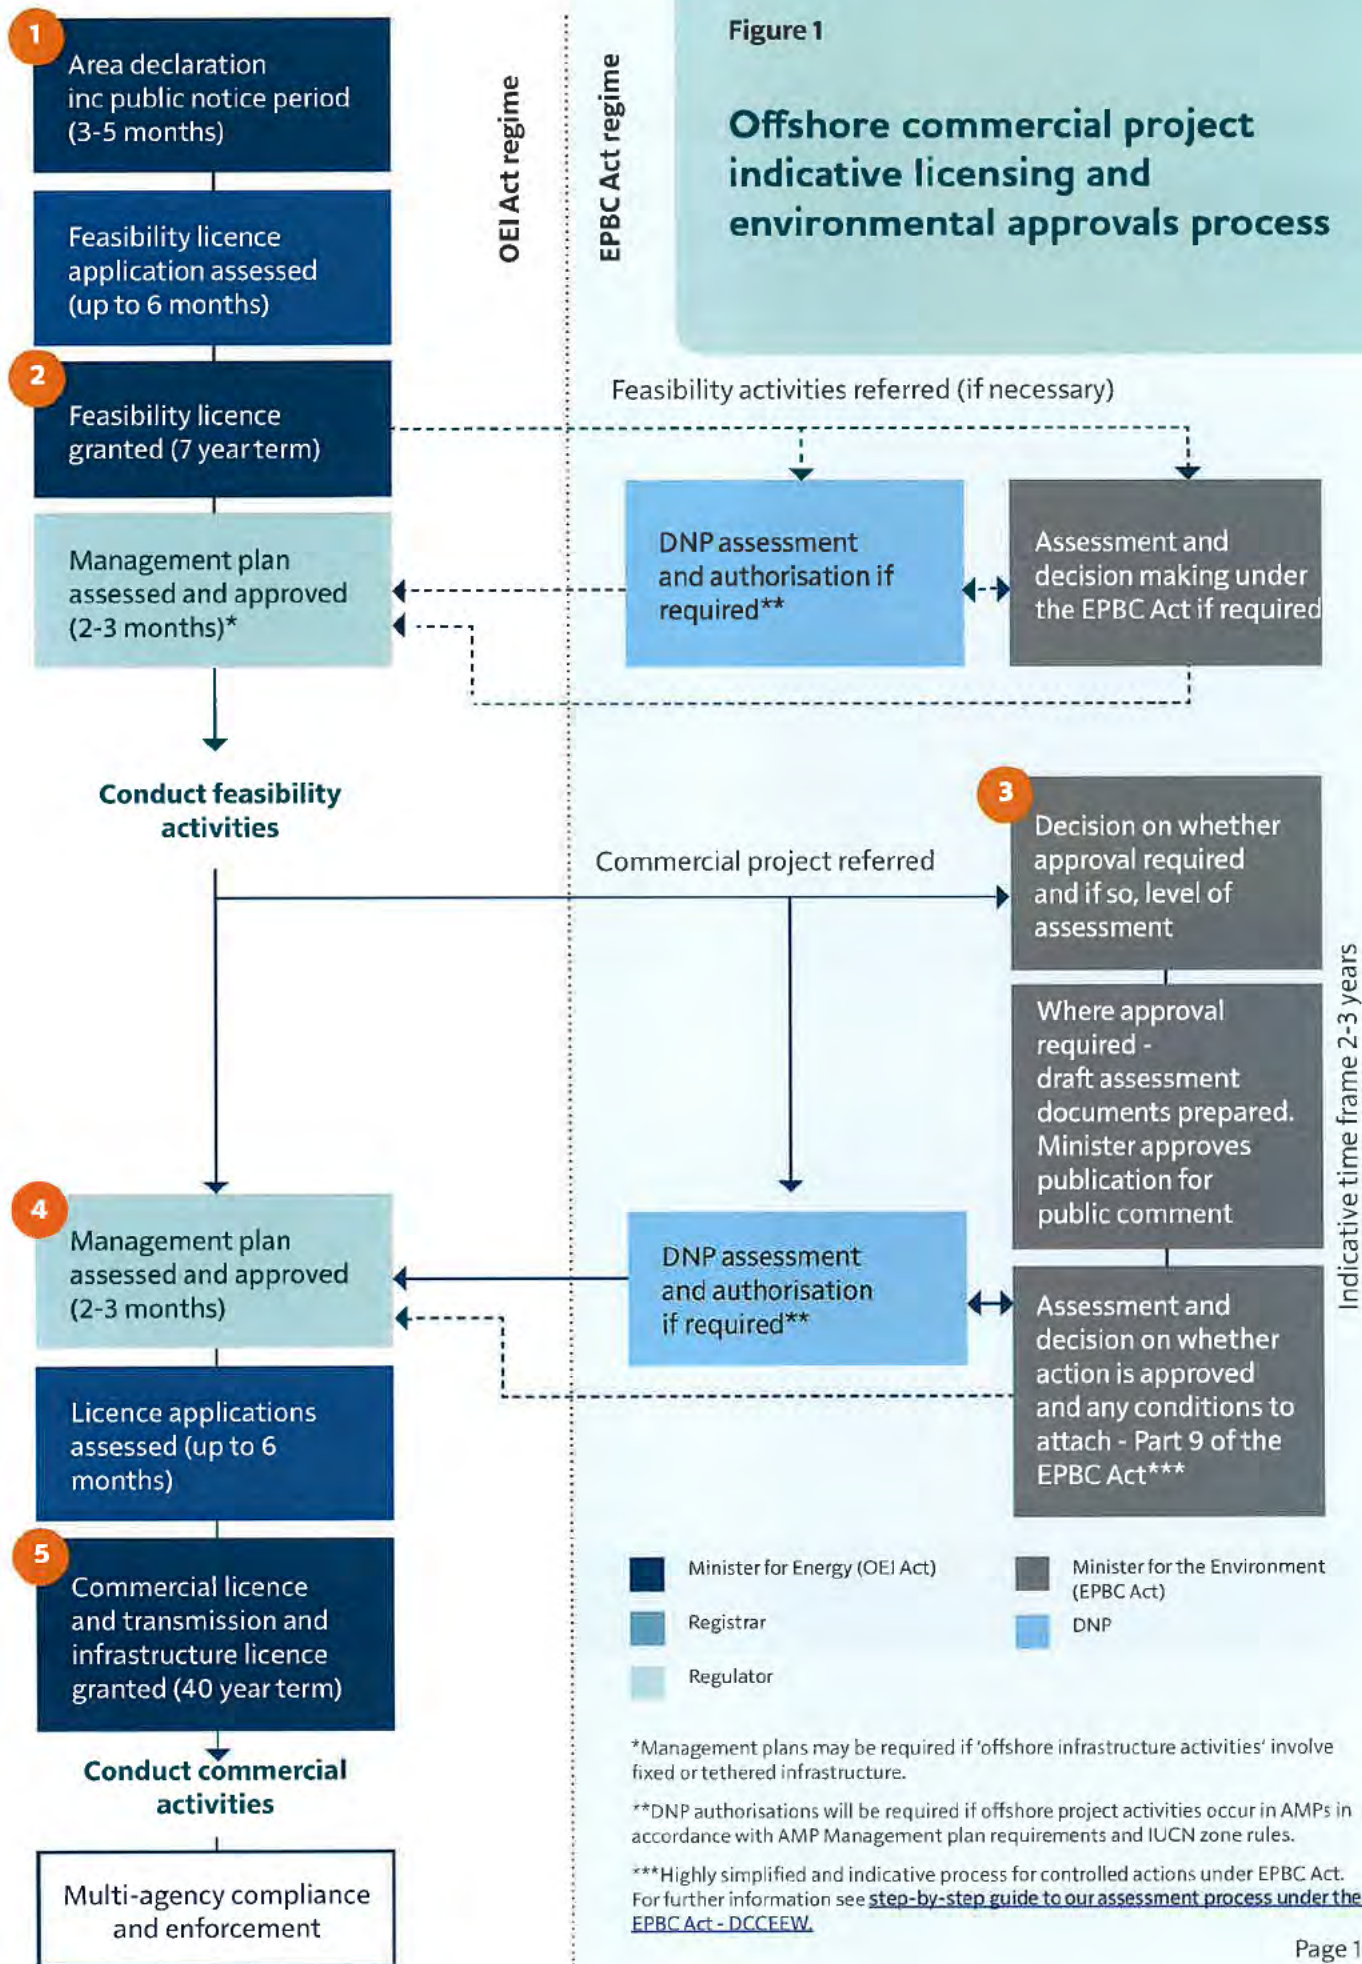 Figure 1
Offshore commercial project
indicative licensing and
environmental approvals process
OEI Act regime
EPBC Act regime
1
Area declaration
inc public notice period
(3-5 months)
Feasibility licence
application assessed
(up to 6 months)
2
Feasibility licence
granted (7 year term)
Feasibility activities referred (if necessary)
Management plan
assessed and approved
(2-3 months)*
DNP assessment
and authorisation if
required**
Assessment and
decision making under
the EPBC Act if required
Conduct feasibility
activities
Commercial project referred
3
Decision on whether
approval required
and if so, level of
assessment
Where approval
required -
draft assessment
documents prepared.
Minister approves
publication for
public comment
Indicative time frame 2-3 years
4
Management plan
assessed and approved
(2-3 months)
DNP assessment
and authorisation
if required**
Assessment and
decision on whether
action is approved
and any conditions to
attach - Part 9 of the
EPBC Act***
Licence applications
assessed (up to 6
months)
5
Commercial licence
and transmission and
infrastructure licence
granted (40 year term)
Conduct commercial
activities
Multi-agency compliance
and enforcement
Minister for Energy (OEI Act)
Registrar
Regulator
Minister for the Environment
(EPBC Act)
DNP
*Management plans may be required if 'offshore infrastructure activities' involve
fixed or tethered infrastructure.
**DNP authorisations will be required if offshore project activities occur in AMPs in
accordance with AMP Management plan requirements and IUCN zone rules.
***Highly simplified and indicative process for controlled actions under EPBC Act.
For further information see step-by-step guide to our assessment process under the
EPBC Act - DCCEEW.
Page 1